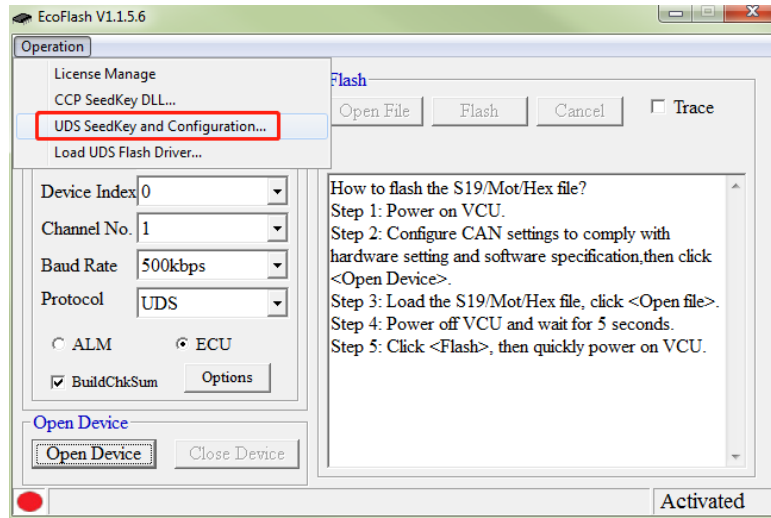 EcoFlash V1.1.5.6
Operation
License Manage
CCP SeedKey DLL...
UDS SeedKey and Configuration...
Load UDS Flash Driver...
Flash
Open File
Flash
Cancel
Trace
Device Index 0
Channel No. 1
Baud Rate 500kbps
Protocol UDS
ALM
ECU
BuildChkSum
Options
Open Device
Open Device
Close Device
How to flash the S19/Mot/Hex file?
Step 1: Power on VCU.
Step 2: Configure CAN settings to comply with
hardware setting and software specification,then click
<Open Device>.
Step 3: Load the S19/Mot/Hex file, click <Open file>.
Step 4: Power off VCU and wait for 5 seconds.
Step 5: Click <Flash>, then quickly power on VCU.
Activated